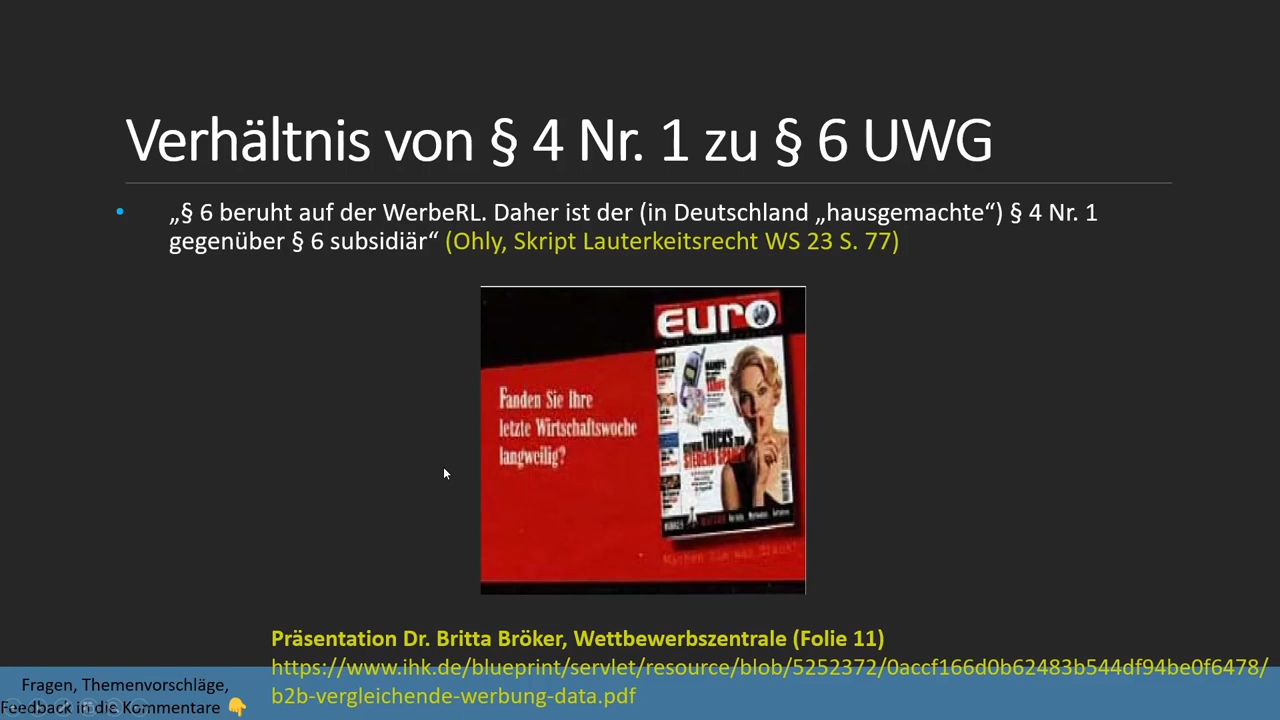 Verhältnis von § 4 Nr. 1 zu § 6 UWG
• „§ 6 beruht auf der WerbeRL. Daher ist der (in Deutschland „hausgemachte“) § 4 Nr. 1
gegenüber § 6 subsidiär“ (Ohly, Skript Lauterkeitsrecht WS 23 S. 77)
EURO
Fanden Sie Ihre
letzte Wirtschaftswoche
langweilig?
TRICKS
STEUERN
Präsentation Dr. Britta Bröker, Wettbewerbszentrale (Folie 11)
https://www.ihk.de/blueprint/servlet/resource/blob/5252372/0accf166d0b62483b544df94be0f6478/
b2b-vergleichende-werbung-data.pdf
Fragen, Themenvorschläge,
Feedback in die Kommentare 👇